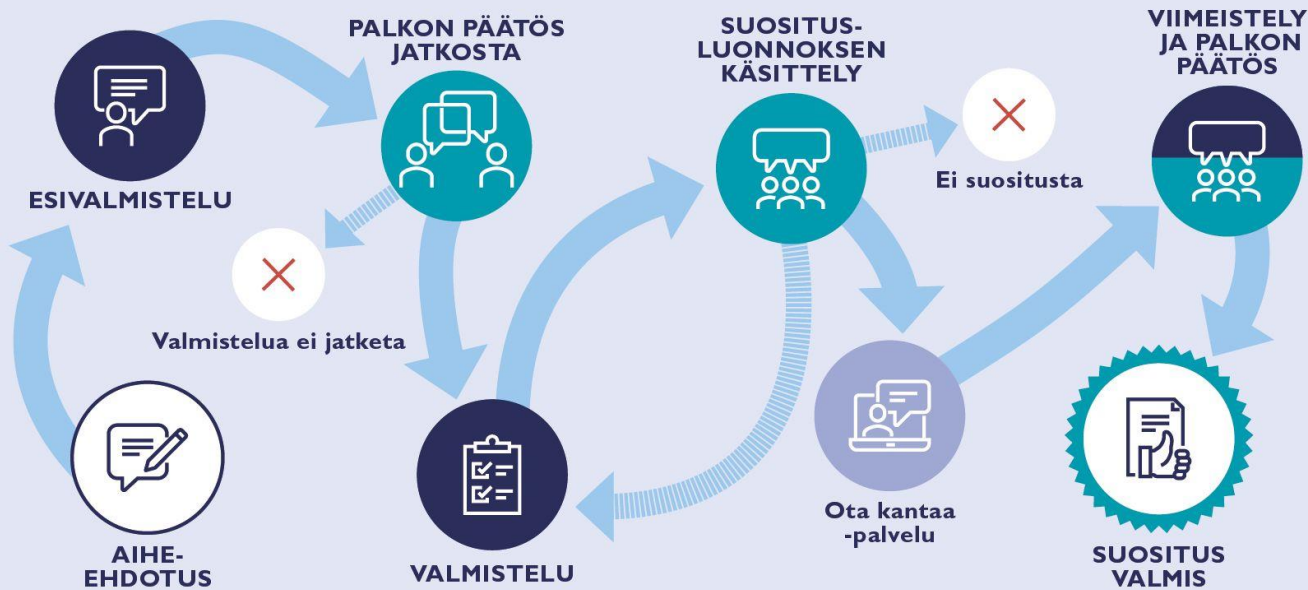 PALKON PÄÄTÖS
JATKOSTA
SUOSITUS-
LUONNOKSEN
KÄSITTELY
VIIMEISTELY
JA PALKON
PÄÄTÖS
ESIVALMISTELU
Ei suositusta
Valmistelua ei jatketa
Ota kantaa
-palvelu
AIHE-
EHDOTUS
VALMISTELU
SUOSITUS
VALMIS